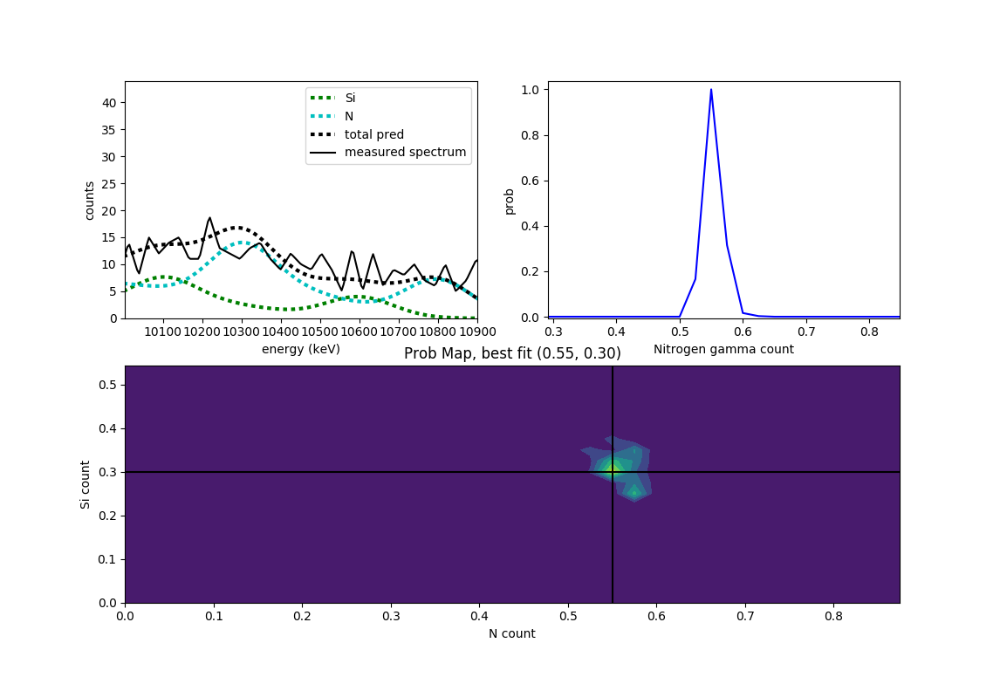 40
35
30
25
20
15
10
5
0
counts
Si
N
total pred
measured spectrum
10100 10200 10300 10400 10500 10600 10700 10800 10900
energy (keV)
1.0
0.8
0.6
0.4
0.2
0.0
prob
0.3 0.4 0.5 0.6 0.7 0.8
Nitrogen gamma count
Prob Map, best fit (0.55, 0.30)
0.5
0.4
0.3
0.2
0.1
0.0
Si count
0.0 0.1 0.2 0.3 0.4 0.5 0.6 0.7 0.8
N count